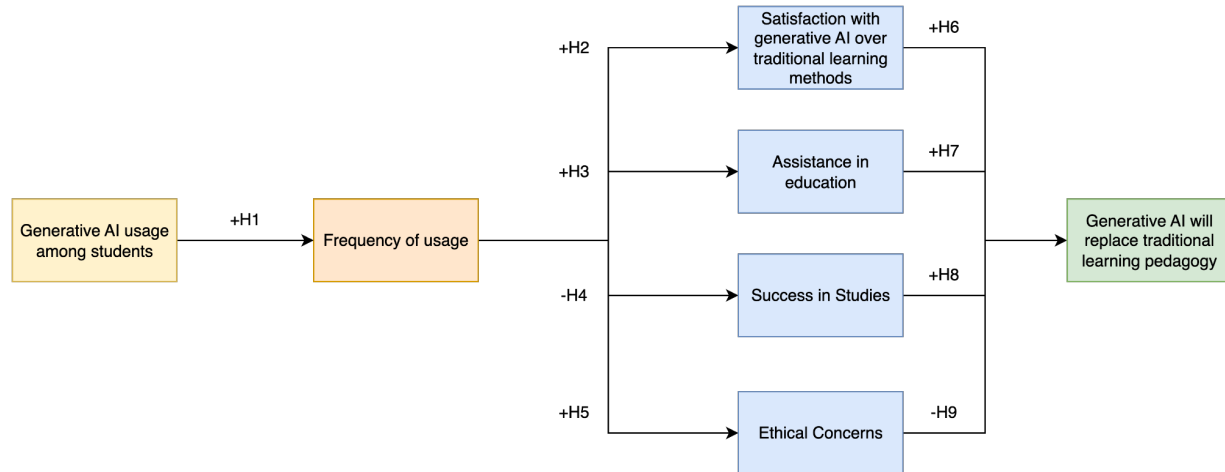 Satisfaction with
generative AI over
traditional learning
methods
+H2
+H6
+H3
Assistance in
education
+H7
Generative AI usage
among students
+H1
Frequency of usage
Generative AI will
replace traditional
learning pedagogy
-H4
Success in Studies
+H8
+H5
Ethical Concerns
-H9